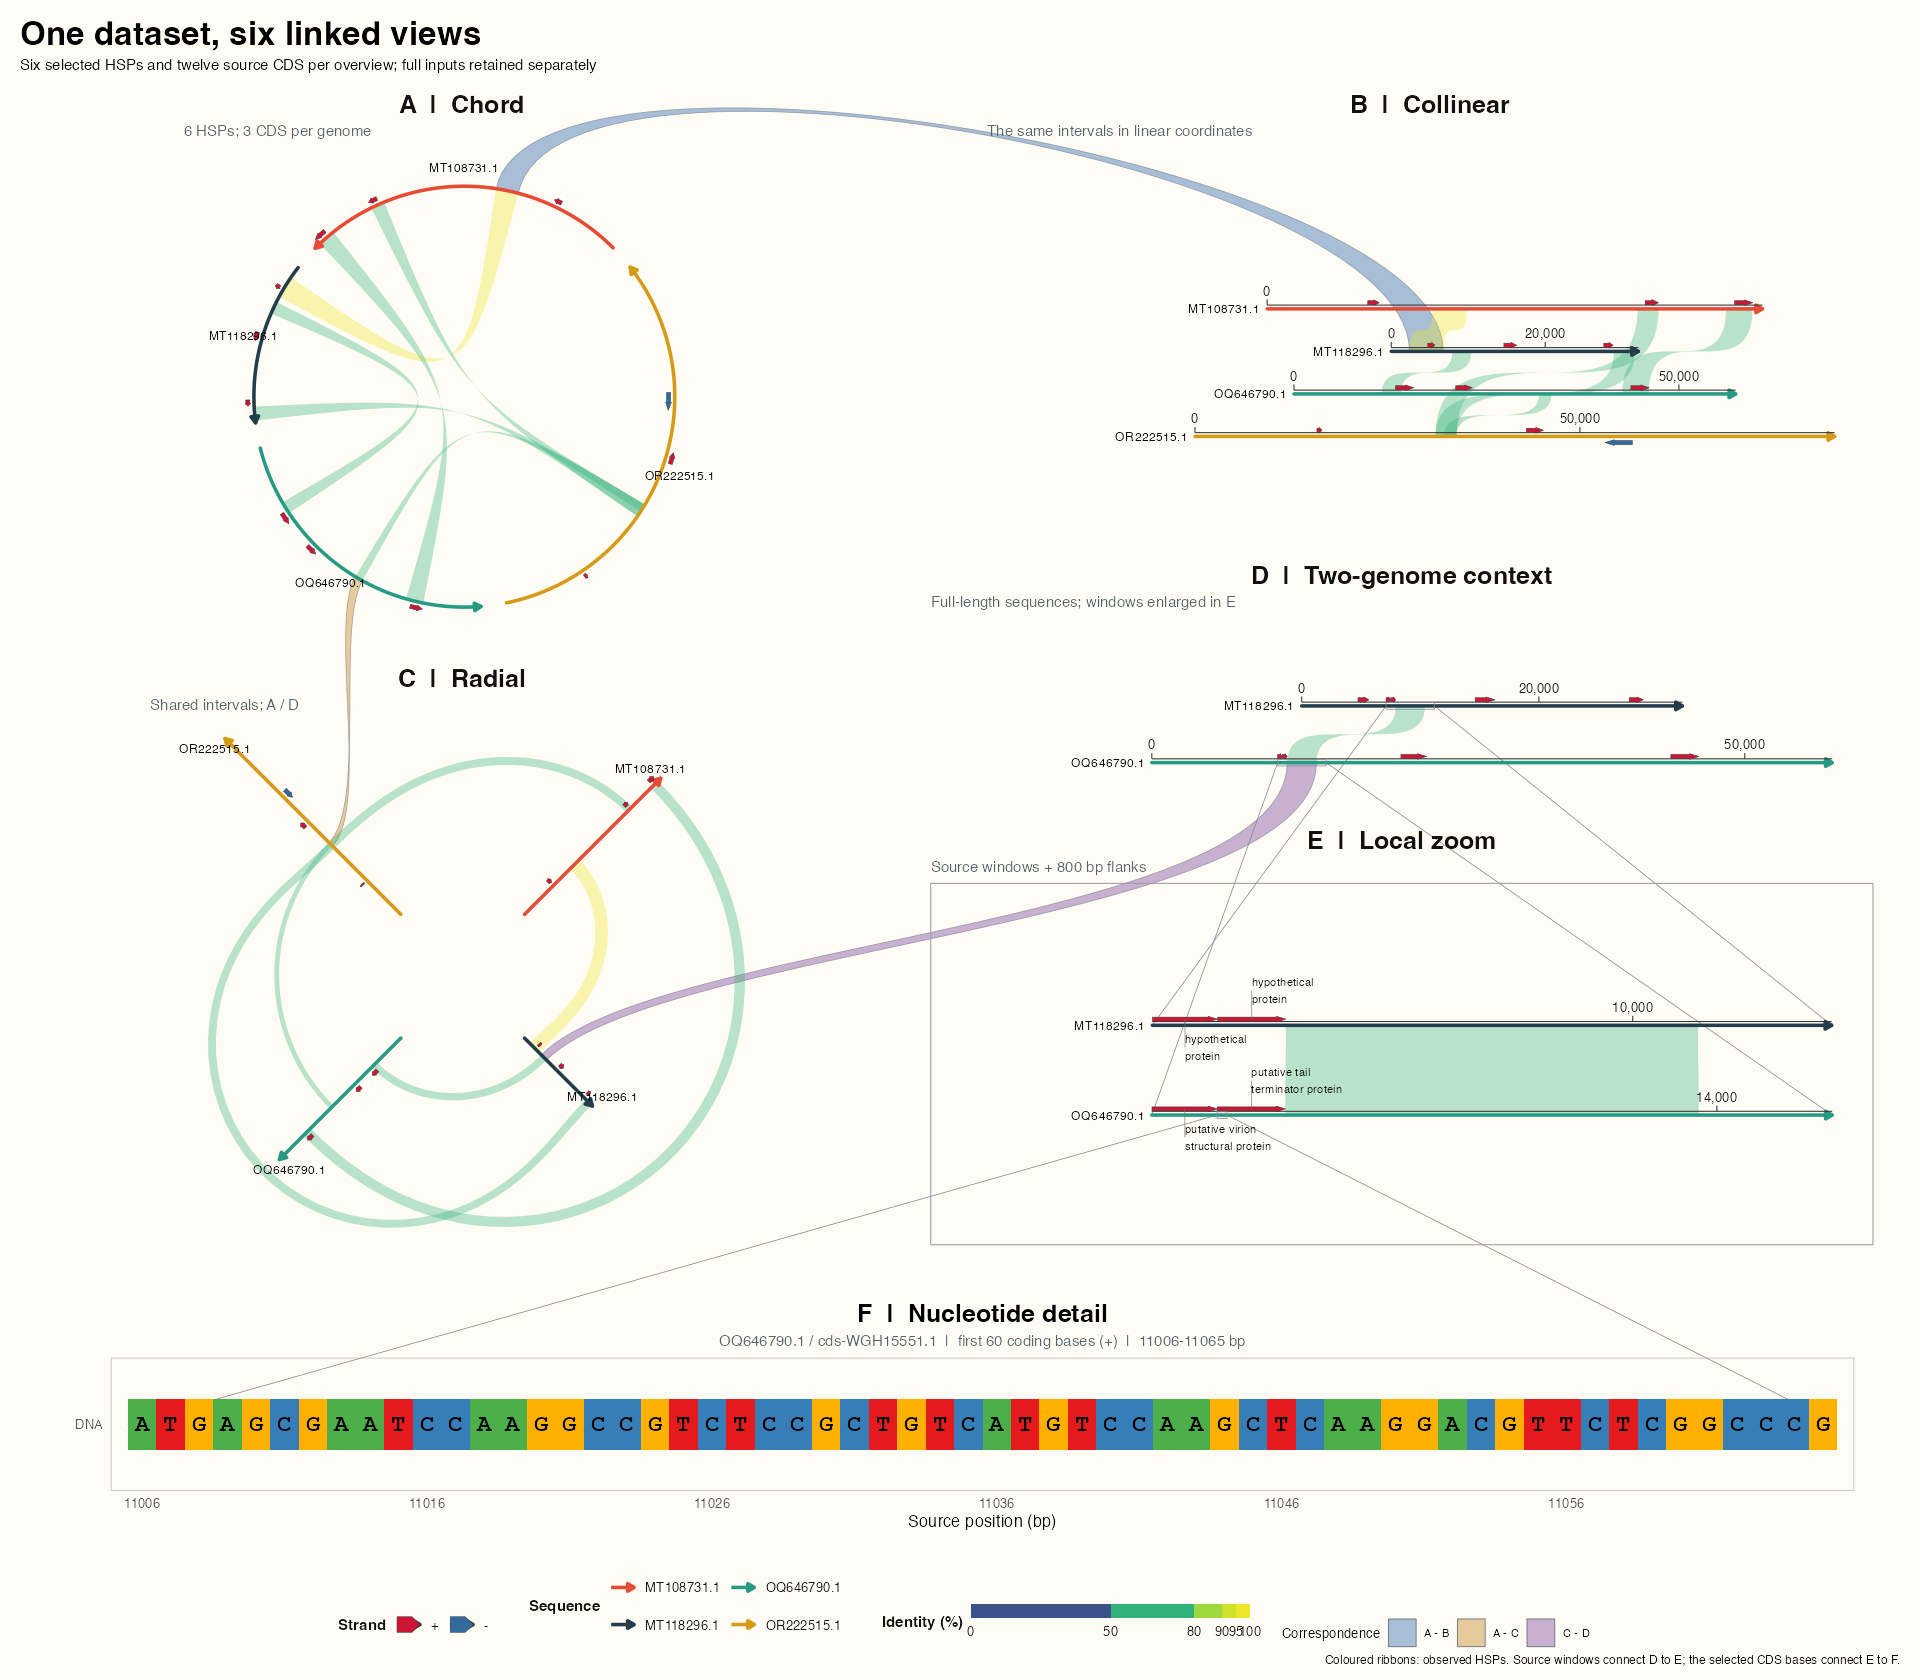 One dataset, six linked views
Six selected HSPs and twelve source CDS per overview; full inputs retained separately
A | Chord
6 HSPs; 3 CDS per genome
MT108731.1
MT118296.1
OR222515.1
OQ646790.1
B | Collinear
The same intervals in linear coordinates
0
MT108731.1
0 20,000
MT118296.1
0 50,000
OQ646790.1
0 50,000
OR222515.1
C | Radial
Shared intervals; A / D
OR222515.1
MT108731.1
MT118296.1
OQ646790.1
D | Two-genome context
Full-length sequences; windows enlarged in E
0 20,000
MT118296.1
0 50,000
OQ646790.1
E | Local zoom
Source windows + 800 bp flanks
hypothetical
protein
10,000
MT118296.1
hypothetical
protein
putative tail
terminator protein
14,000
OQ646790.1
putative virion
structural protein
F | Nucleotide detail
OQ646790.1 / cds-WGH15551.1 | first 60 coding bases (+) | 11006-11065 bp
DNA A T G A G C G A A T C C A A G G C C G T C T C C G C T G T C A T G T C C A A G C T C A A G G A C G T T C T C G G C C C G
11006 11016 11026 11036 11046 11056
Source position (bp)
Strand + -
Sequence
MT108731.1 OQ646790.1
MT118296.1 OR222515.1
Identity (%)
0 50 80 90 95 100
Correspondence A - B A - C C - D
Coloured ribbons: observed HSPs. Source windows connect D to E; the selected CDS bases connect E to F.